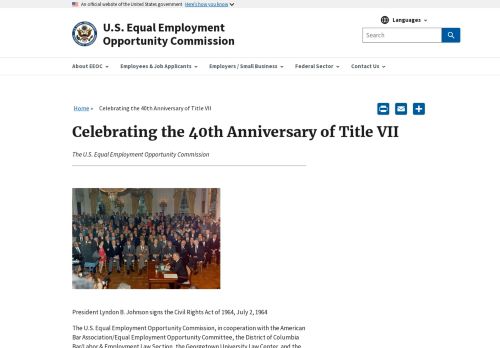 An official website of the United States government Here's how you know
U.S. Equal Employment
Opportunity Commission
Languages
Search
About EEOC
Employees & Job Applicants
Employers / Small Business
Federal Sector
Contact Us
Home »
Celebrating the 40th Anniversary of Title VII
Celebrating the 40th Anniversary of Title VII
The U.S. Equal Employment Opportunity Commission
President Lyndon B. Johnson signs the Civil Rights Act of 1964, July 2, 1964
The U.S. Equal Employment Opportunity Commission, in cooperation with the American
Bar Association/Equal Employment Opportunity Committee, the District of Columbia
Bar/Labor & Employment Law Section, the Georgetown University Law Center, and the